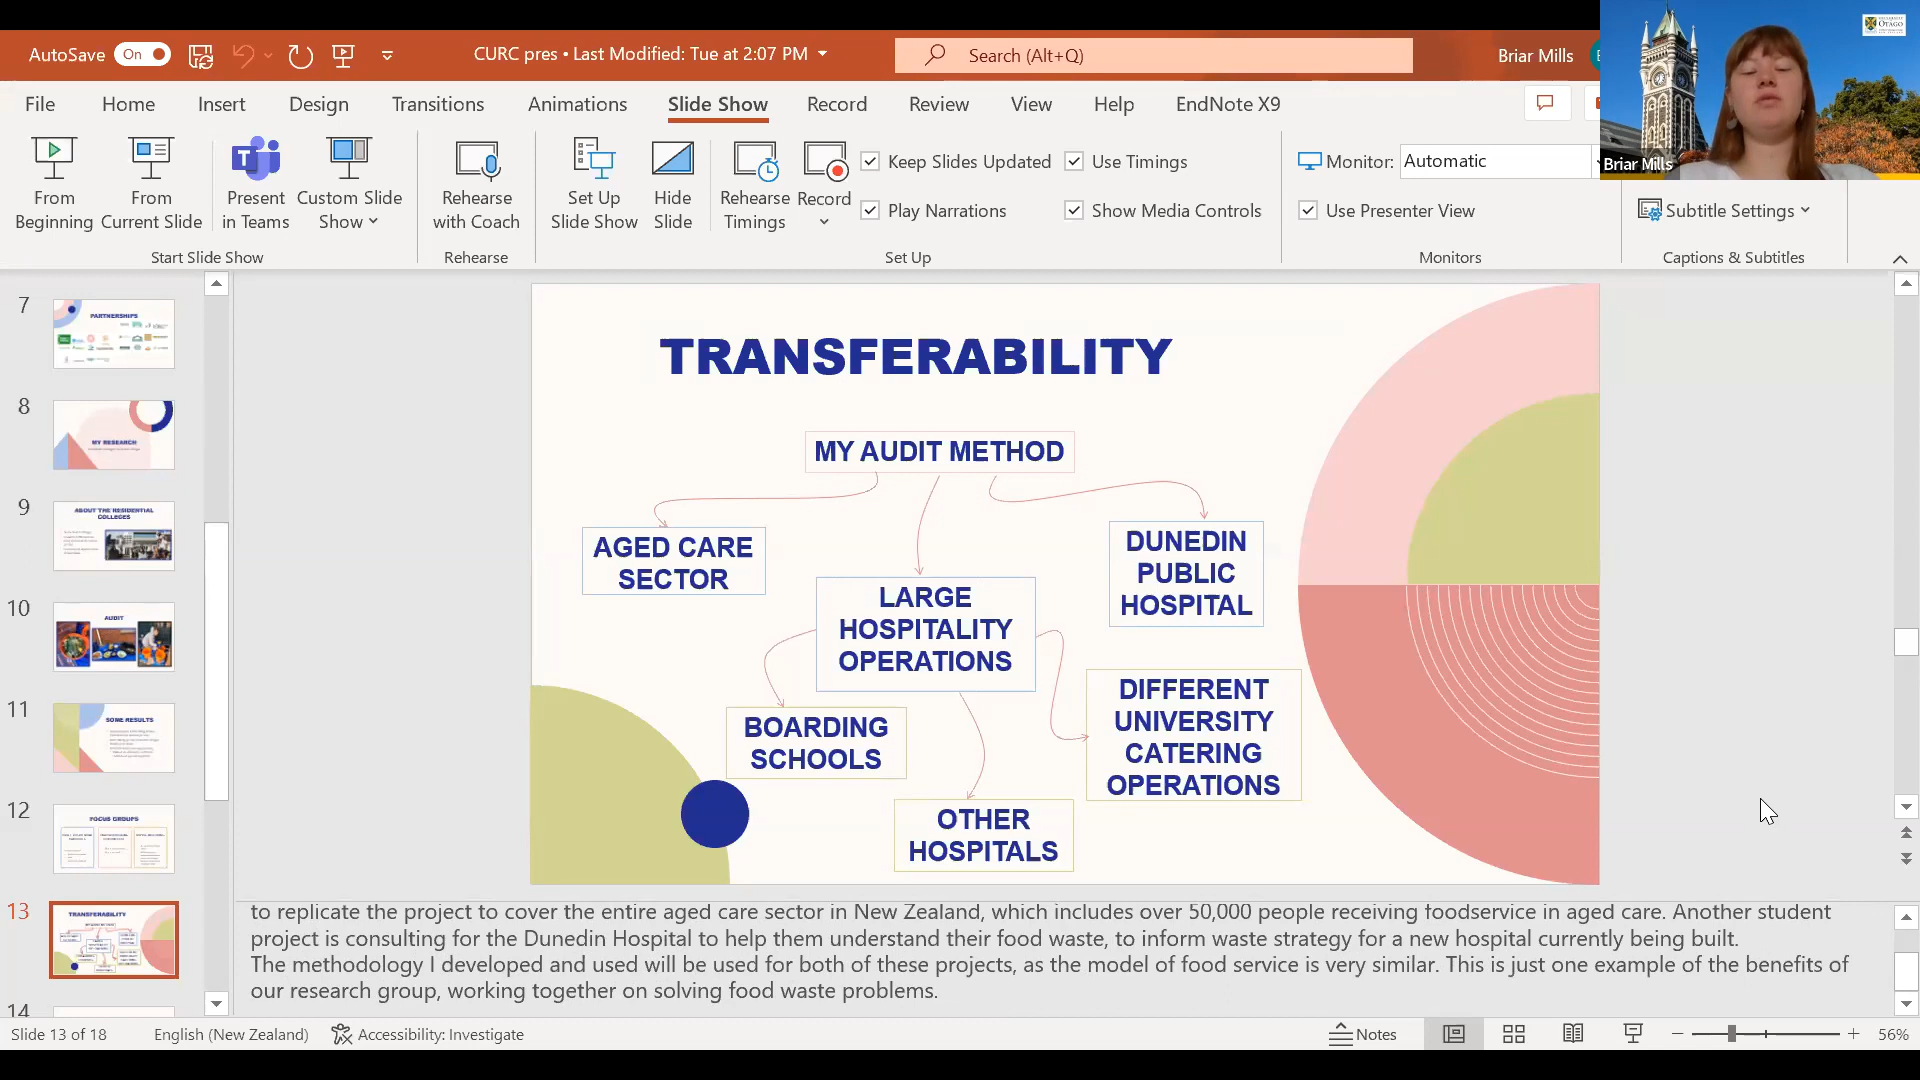 AutoSave On
CURC pres • Last Modified: Tue at 2:07 PM
Search (Alt+Q)
Briar Mills
File Home Insert Design Transitions Animations Slide Show Record Review View Help EndNote X9
From Beginning
From Current Slide
Present in Teams
Custom Slide Show
Rehearse with Coach
Set Up Slide Show
Hide Slide
Rehearse Timings
Record
Keep Slides Updated
Use Timings
Play Narrations
Show Media Controls
Monitor: Automatic
Use Presenter View
Subtitle Settings
Start Slide Show
Rehearse
Set Up
Monitors
Captions & Subtitles
Briar Mills
OTAGO
7
PARTNERSHIPS
8
MY RESEARCH
9
ABOUT THE RESIDENTIAL
COLLEGES
10
AUDIT
11
SOME RESULTS
12
FOCUS GROUPS
13
TRANSFERABILITY
14
TRANSFERABILITY
MY AUDIT METHOD
AGED CARE
SECTOR
DUNEDIN
PUBLIC
HOSPITAL
LARGE
HOSPITALITY
OPERATIONS
BOARDING
SCHOOLS
DIFFERENT
UNIVERSITY
CATERING
OPERATIONS
OTHER
HOSPITALS
to replicate the project to cover the entire aged care sector in New Zealand, which includes over 50,000 people receiving foodservice in aged care. Another student
project is consulting for the Dunedin Hospital to help them understand their food waste, to inform waste strategy for a new hospital currently being built.
The methodology I developed and used will be used for both of these projects, as the model of food service is very similar. This is just one example of the benefits of
our research group, working together on solving food waste problems.
Slide 13 of 18
English (New Zealand)
Accessibility: Investigate
Notes
56%